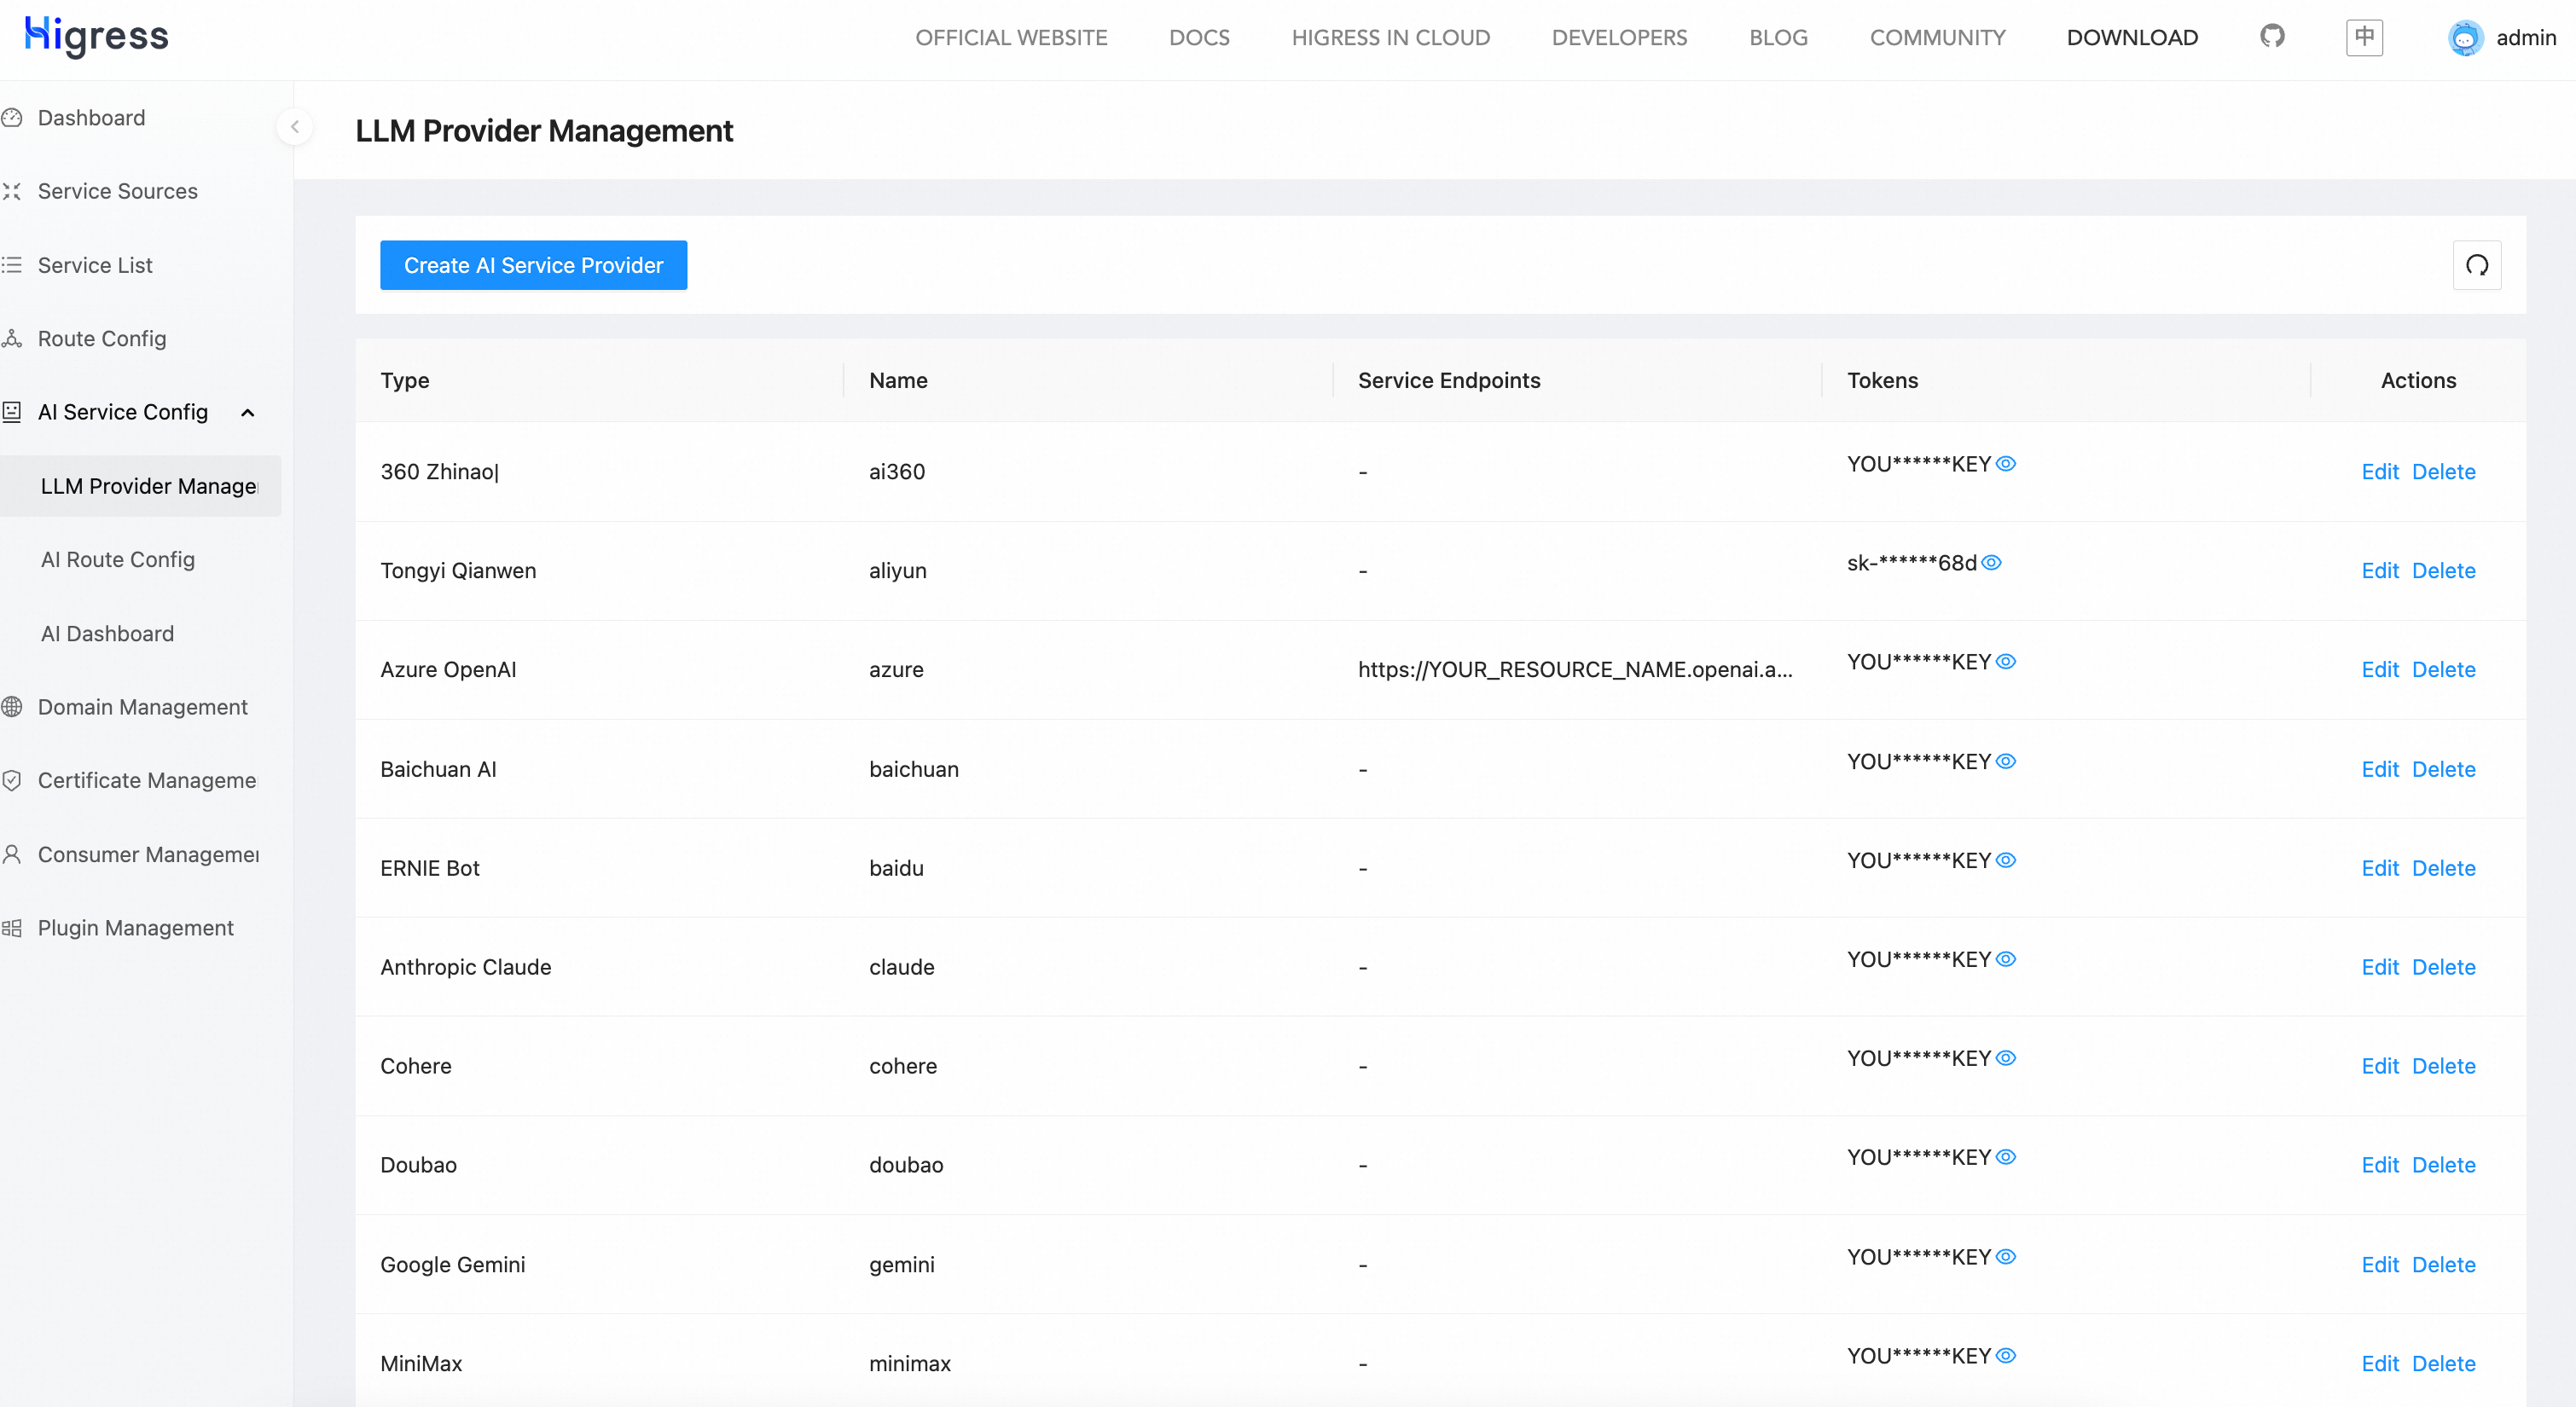 Higress
OFFICIAL WEBSITE DOCS HIGRESS IN CLOUD DEVELOPERS BLOG COMMUNITY DOWNLOAD 中 admin
Dashboard
Service Sources
Service List
Route Config
AI Service Config
LLM Provider Manage
AI Route Config
AI Dashboard
Domain Management
Certificate Manageme
Consumer Managemen
Plugin Management
LLM Provider Management
Create AI Service Provider
Type Name Service Endpoints Tokens Actions
360 Zhinao| ai360 - YOU******KEY Edit Delete
Tongyi Qianwen aliyun - sk-******68d Edit Delete
Azure OpenAI azure https://YOUR_RESOURCE_NAME.openai.a... YOU******KEY Edit Delete
Baichuan AI baichuan - YOU******KEY Edit Delete
ERNIE Bot baidu - YOU******KEY Edit Delete
Anthropic Claude claude - YOU******KEY Edit Delete
Cohere cohere - YOU******KEY Edit Delete
Doubao doubao - YOU******KEY Edit Delete
Google Gemini gemini - YOU******KEY Edit Delete
MiniMax minimax - YOU******KEY Edit Delete